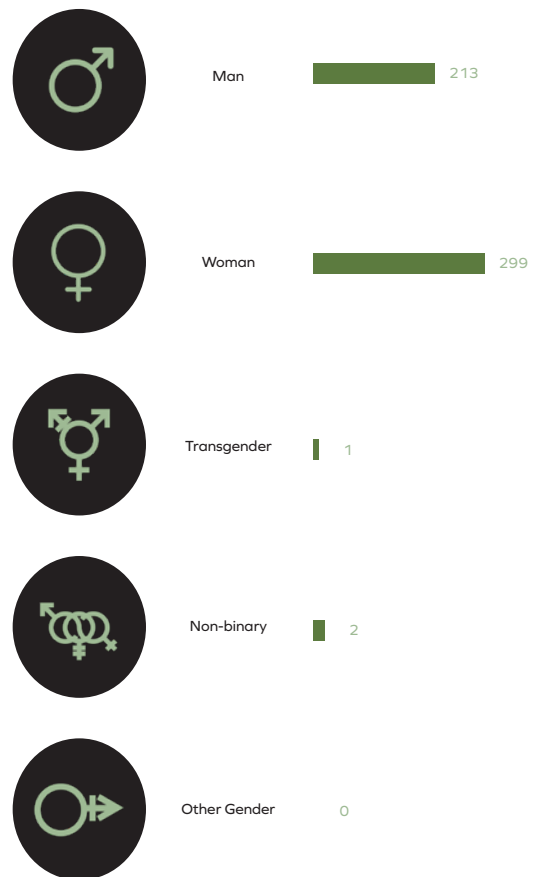 Man 213
Woman 299
Transgender 1
Non-binary 2
Other Gender 0